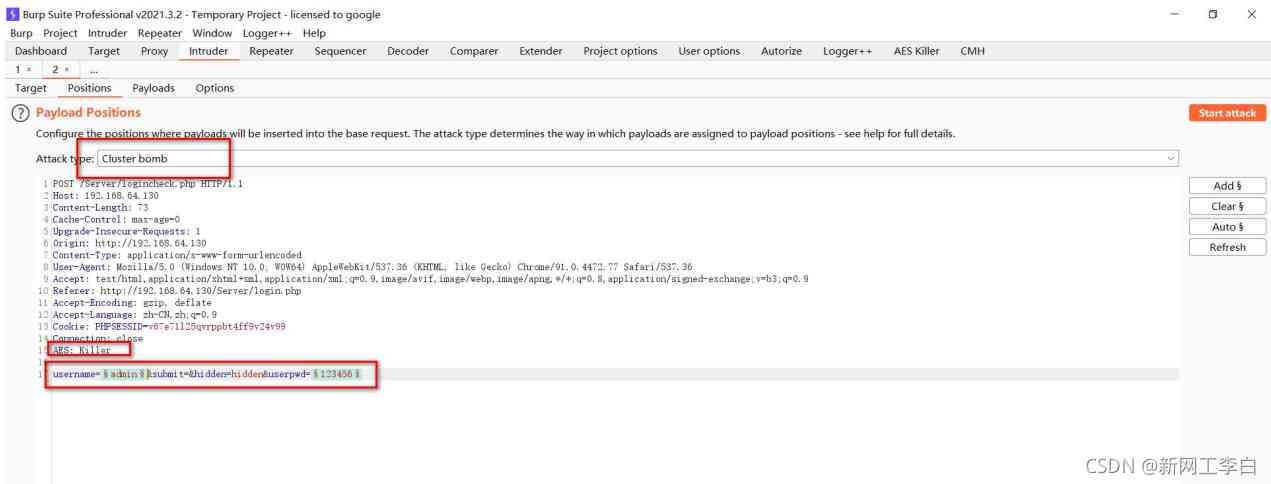 Burp Suite Professional v2021.3.2 - Temporary Project - licensed to google
Burp Project Intruder Repeater Window Logger++ Help
Dashboard Target Proxy Intruder Repeater Sequencer Decoder Comparer Extender Project options User options Autorize Logger++ AES Killer CMH
1 × 2 × ...
Target Positions Payloads Options
? Payload Positions
Start attack
Configure the positions where payloads will be inserted into the base request. The attack type determines the way in which payloads are assigned to payload positions - see help for full details.
Attack type: Cluster bomb
1 POST /Server/logincheck.php HTTP/1.1
2 Host: 192.168.64.130
3 Content-Length: 73
4 Cache-Control: max-age=0
5 Upgrade-Insecure-Requests: 1
6 Origin: http://192.168.64.130
7 Content-Type: application/x-www-form-urlencoded
8 User-Agent: Mozilla/5.0 (Windows NT 10.0; WOW64) AppleWebKit/537.36 (KHTML, like Gecko) Chrome/91.0.4472.77 Safari/537.36
9 Accept: text/html,application/xhtml+xml,application/xml;q=0.9,image/avif,image/webp,image/apng,*/*;q=0.8,application/signed-exchange;v=b3;q=0.9
10 Referer: http://192.168.64.130/Server/login.php
11 Accept-Encoding: gzip, deflate
12 Accept-Language: zh-CN,zh;q=0.9
13 Cookie: PHPSESSID=v67e71l25qvrppbt4ff9v24v99
14 Connection: close
15 AES: Killer
16
17 username=§admin§&submit=&hidden=hidden&userpwd=§123456§
Add §
Clear §
Auto §
Refresh
CSDN @新网工李白